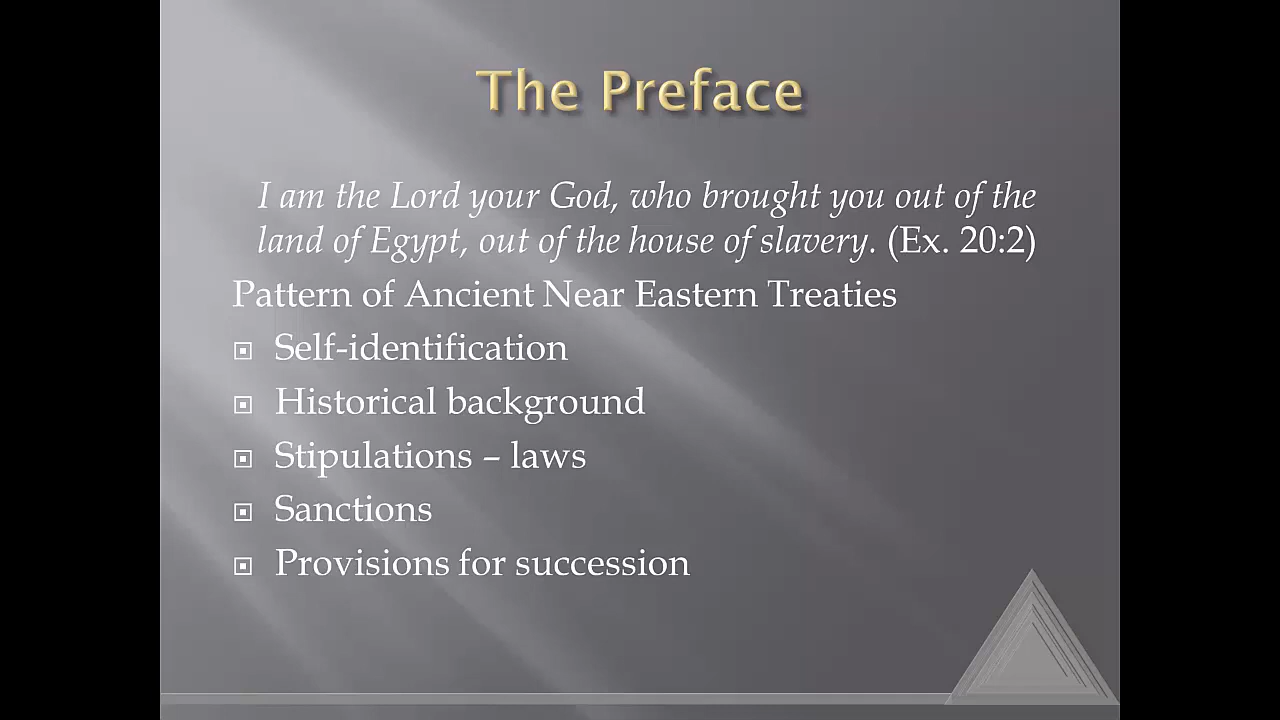 The Preface
I am the Lord your God, who brought you out of the
land of Egypt, out of the house of slavery. (Ex. 20:2)
Pattern of Ancient Near Eastern Treaties
Self-identification
Historical background
Stipulations – laws
Sanctions
Provisions for succession